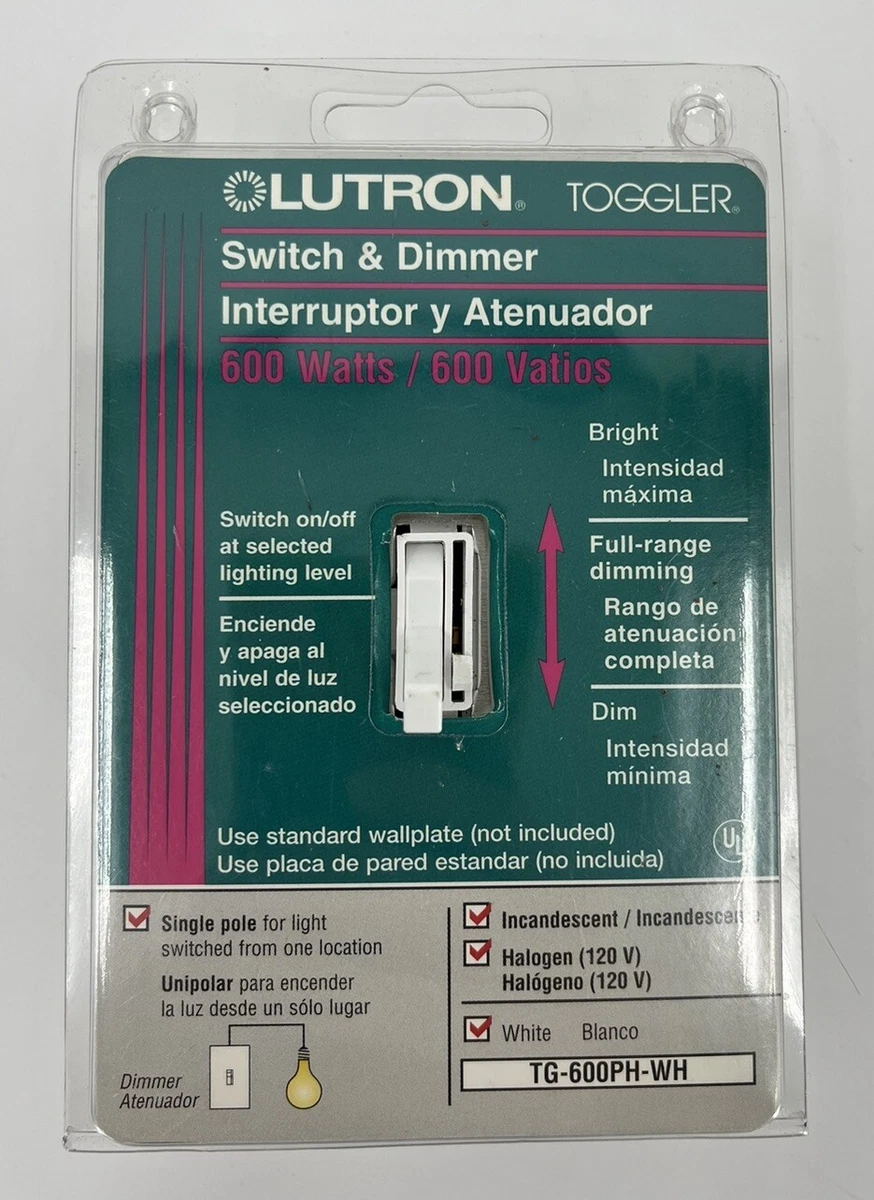 LUTRON® TOGGLER®
Switch & Dimmer
Interruptor y Atenuador
600 Watts / 600 Vatios
Switch on/off
at selected
lighting level
Enciende
y apaga al
nivel de luz
seleccionado
Bright
Intensidad
máxima
Full-range
dimming
Rango de
atenuación
completa
Dim
Intensidad
mínima
Use standard wallplate (not included)
Use placa de pared estandar (no incluida)
UL
Single pole for light
switched from one location
Unipolar para encender
la luz desde un sólo lugar
Dimmer
Atenuador
Incandescent / Incandescente
Halogen (120 V)
Halógeno (120 V)
White Blanco
TG-600PH-WH